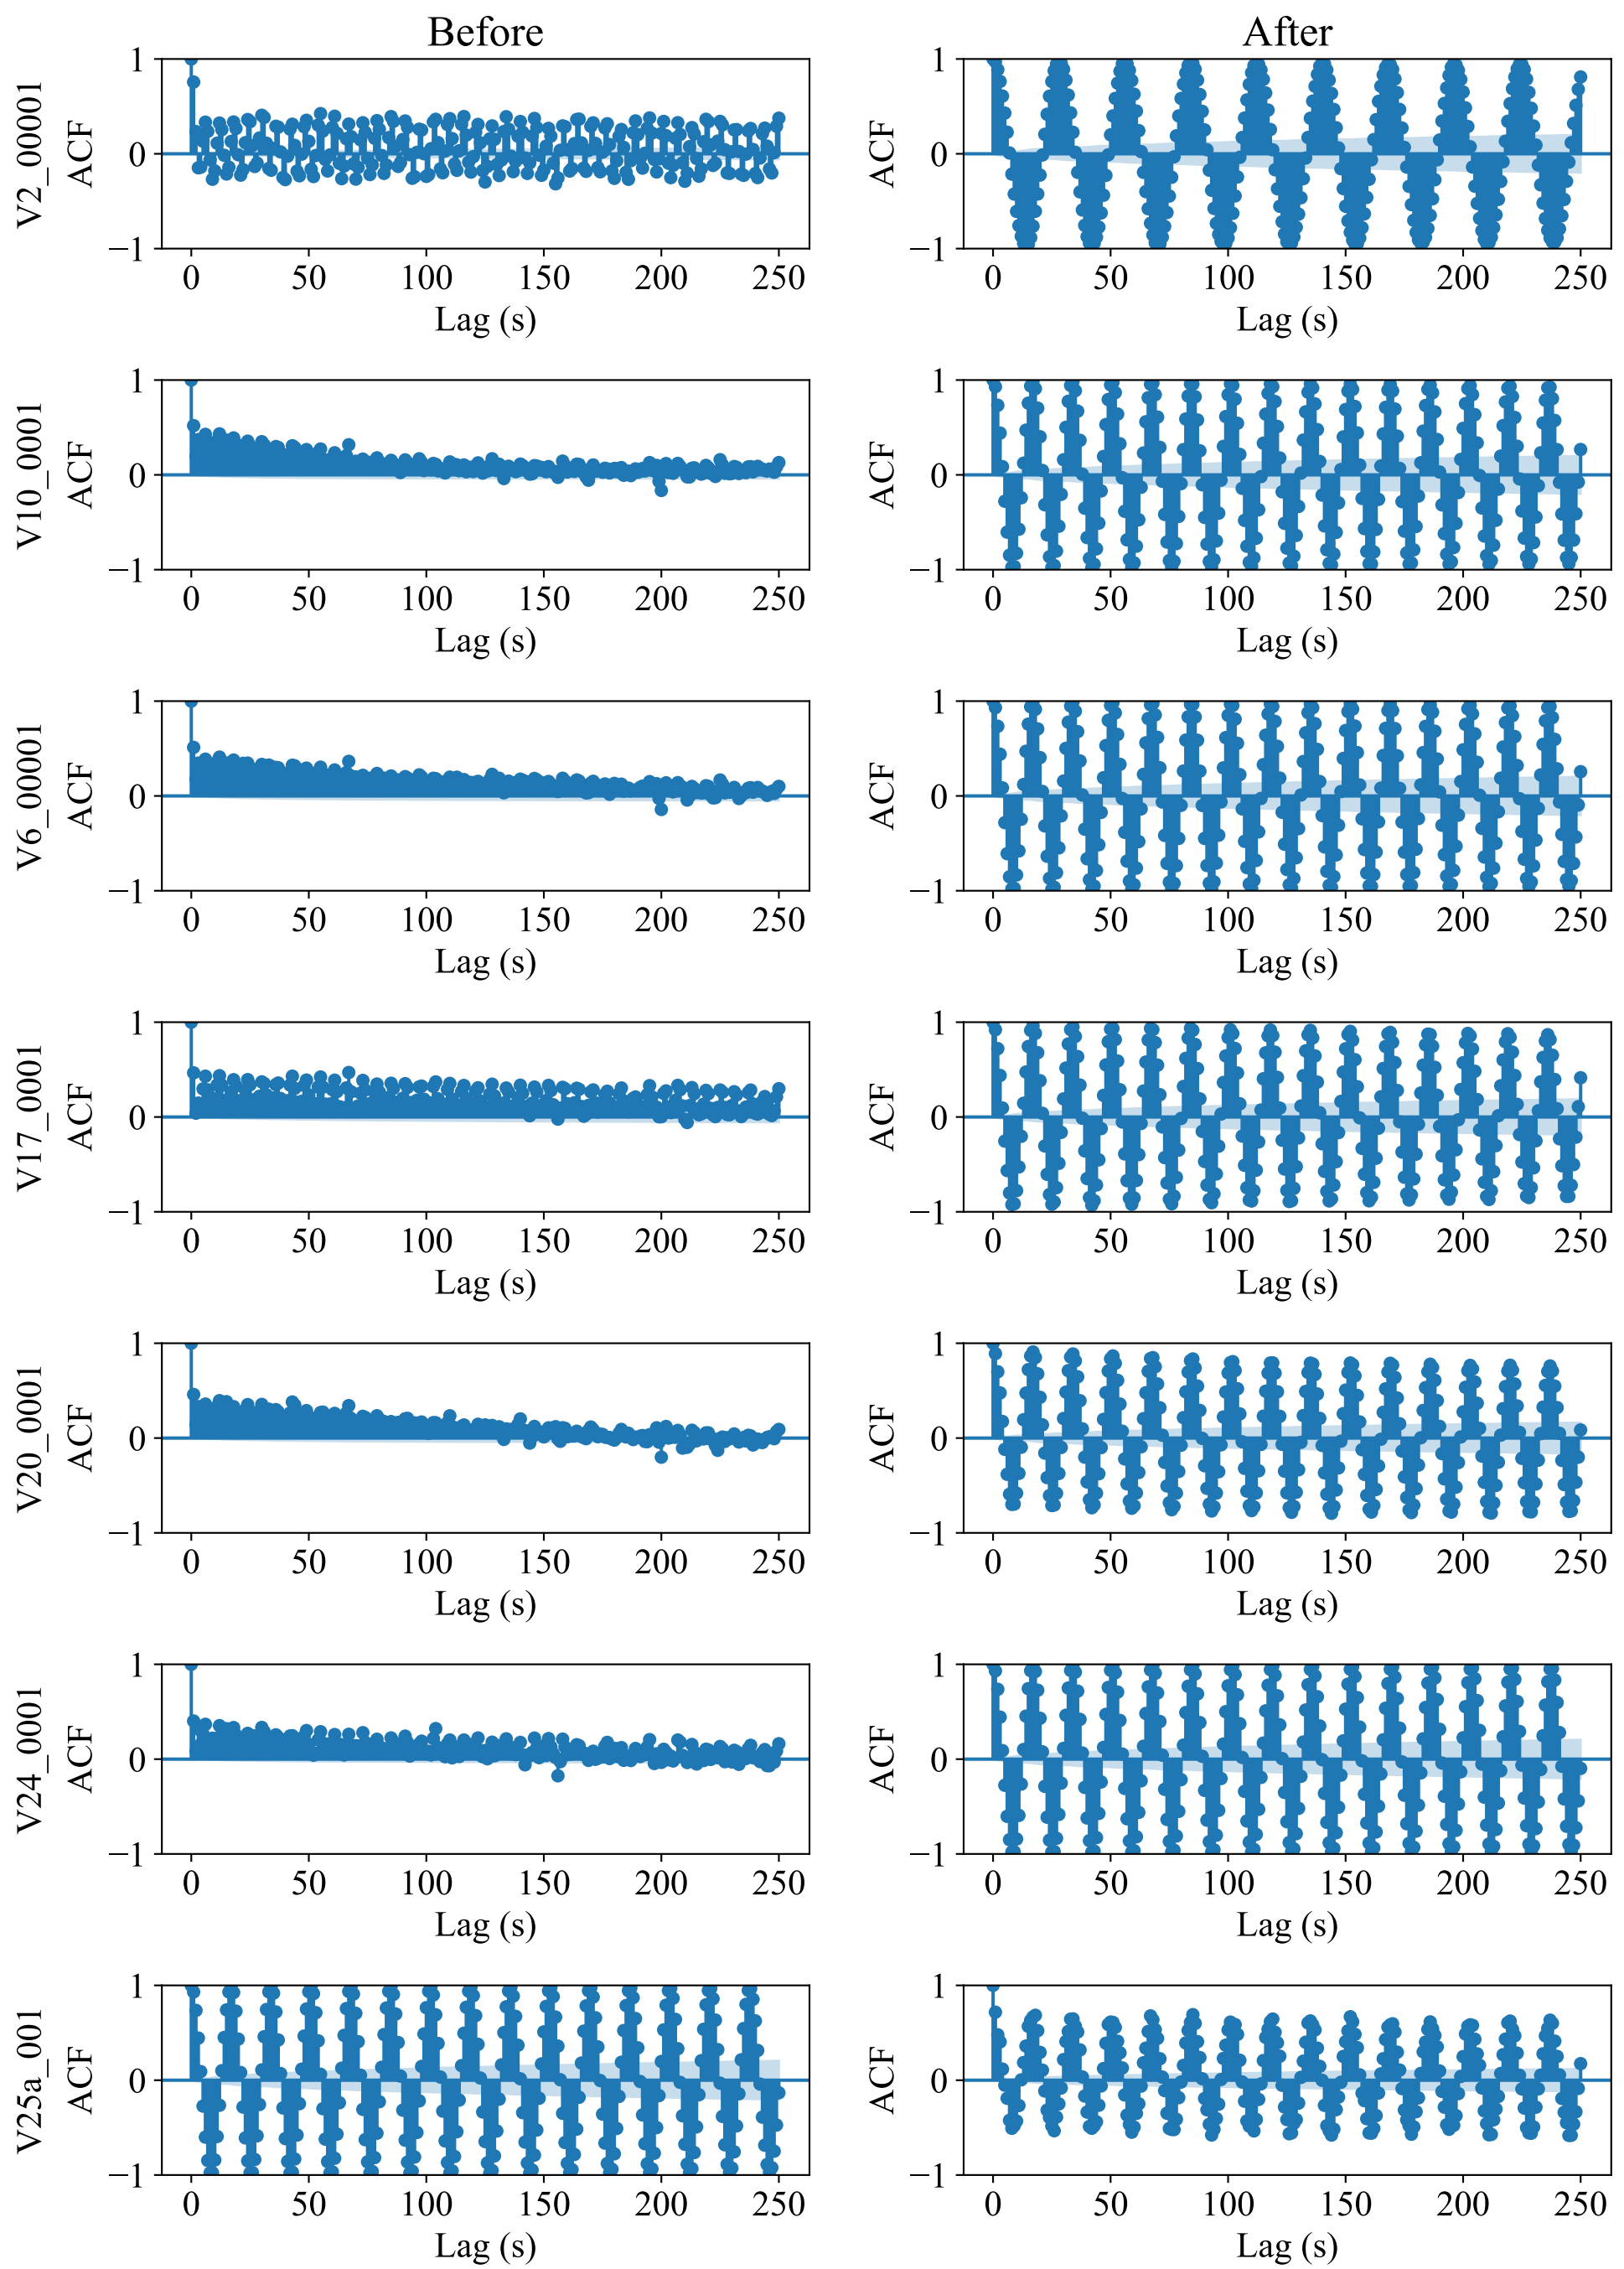 Before After
V2_00001 ACF 1 0 −1 ACF 1 0 −1
0 50 100 150 200 250 0 50 100 150 200 250
Lag (s) Lag (s)
V10_0001 ACF 1 0 −1 ACF 1 0 −1
0 50 100 150 200 250 0 50 100 150 200 250
Lag (s) Lag (s)
V6_00001 ACF 1 0 −1 ACF 1 0 −1
0 50 100 150 200 250 0 50 100 150 200 250
Lag (s) Lag (s)
V17_0001 ACF 1 0 −1 ACF 1 0 −1
0 50 100 150 200 250 0 50 100 150 200 250
Lag (s) Lag (s)
V20_0001 ACF 1 0 −1 ACF 1 0 −1
0 50 100 150 200 250 0 50 100 150 200 250
Lag (s) Lag (s)
V24_0001 ACF 1 0 −1 ACF 1 0 −1
0 50 100 150 200 250 0 50 100 150 200 250
Lag (s) Lag (s)
V25a_001 ACF 1 0 −1 ACF 1 0 −1
0 50 100 150 200 250 0 50 100 150 200 250
Lag (s) Lag (s)